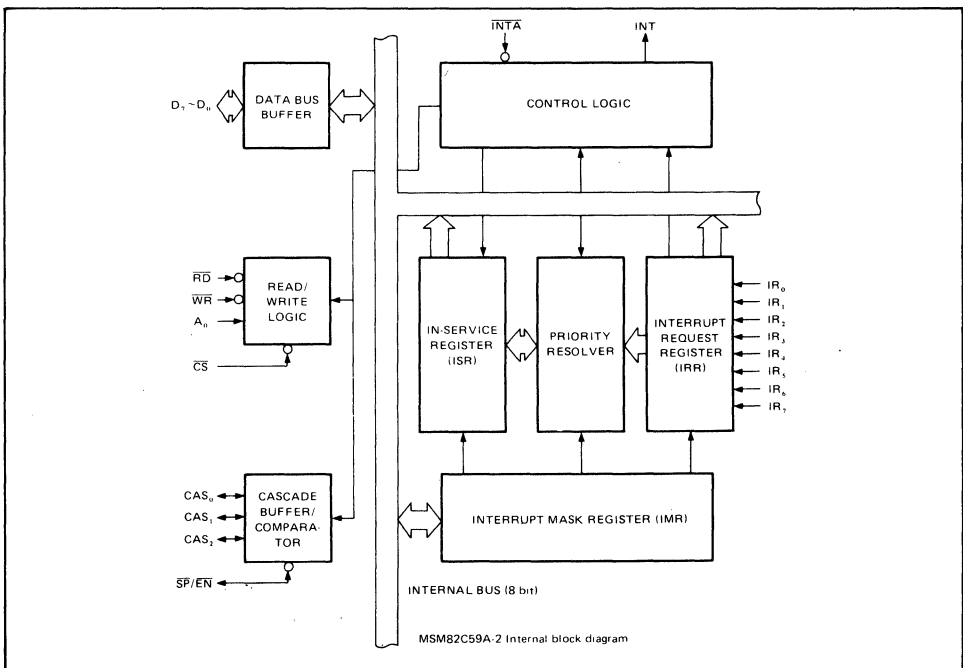 INTA
INT
D₇ ~D₀
DATA BUS
BUFFER
CONTROL LOGIC
RD
WR
A₀
CS
READ/
WRITE
LOGIC
IN-SERVICE
REGISTER
(ISR)
PRIORITY
RESOLVER
INTERRUPT
REQUEST
REGISTER
(IRR)
IR₀
IR₁
IR₂
IR₃
IR₄
IR₅
IR₆
IR₇
CAS₀
CAS₁
CAS₂
SP/EN
CASCADE
BUFFER/
COMPARA-
TOR
INTERRUPT MASK REGISTER (IMR)
INTERNAL BUS (8 bit)
MSM82C59A-2 Internal block diagram